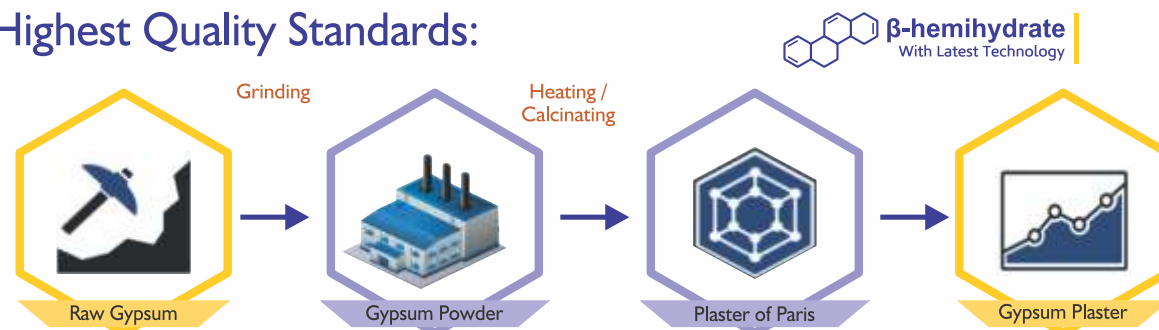 Highest Quality Standards:
β-hemihydrate
With Latest Technology
Grinding
Heating /
Calcinating
Raw Gypsum
Gypsum Powder
Plaster of Paris
Gypsum Plaster